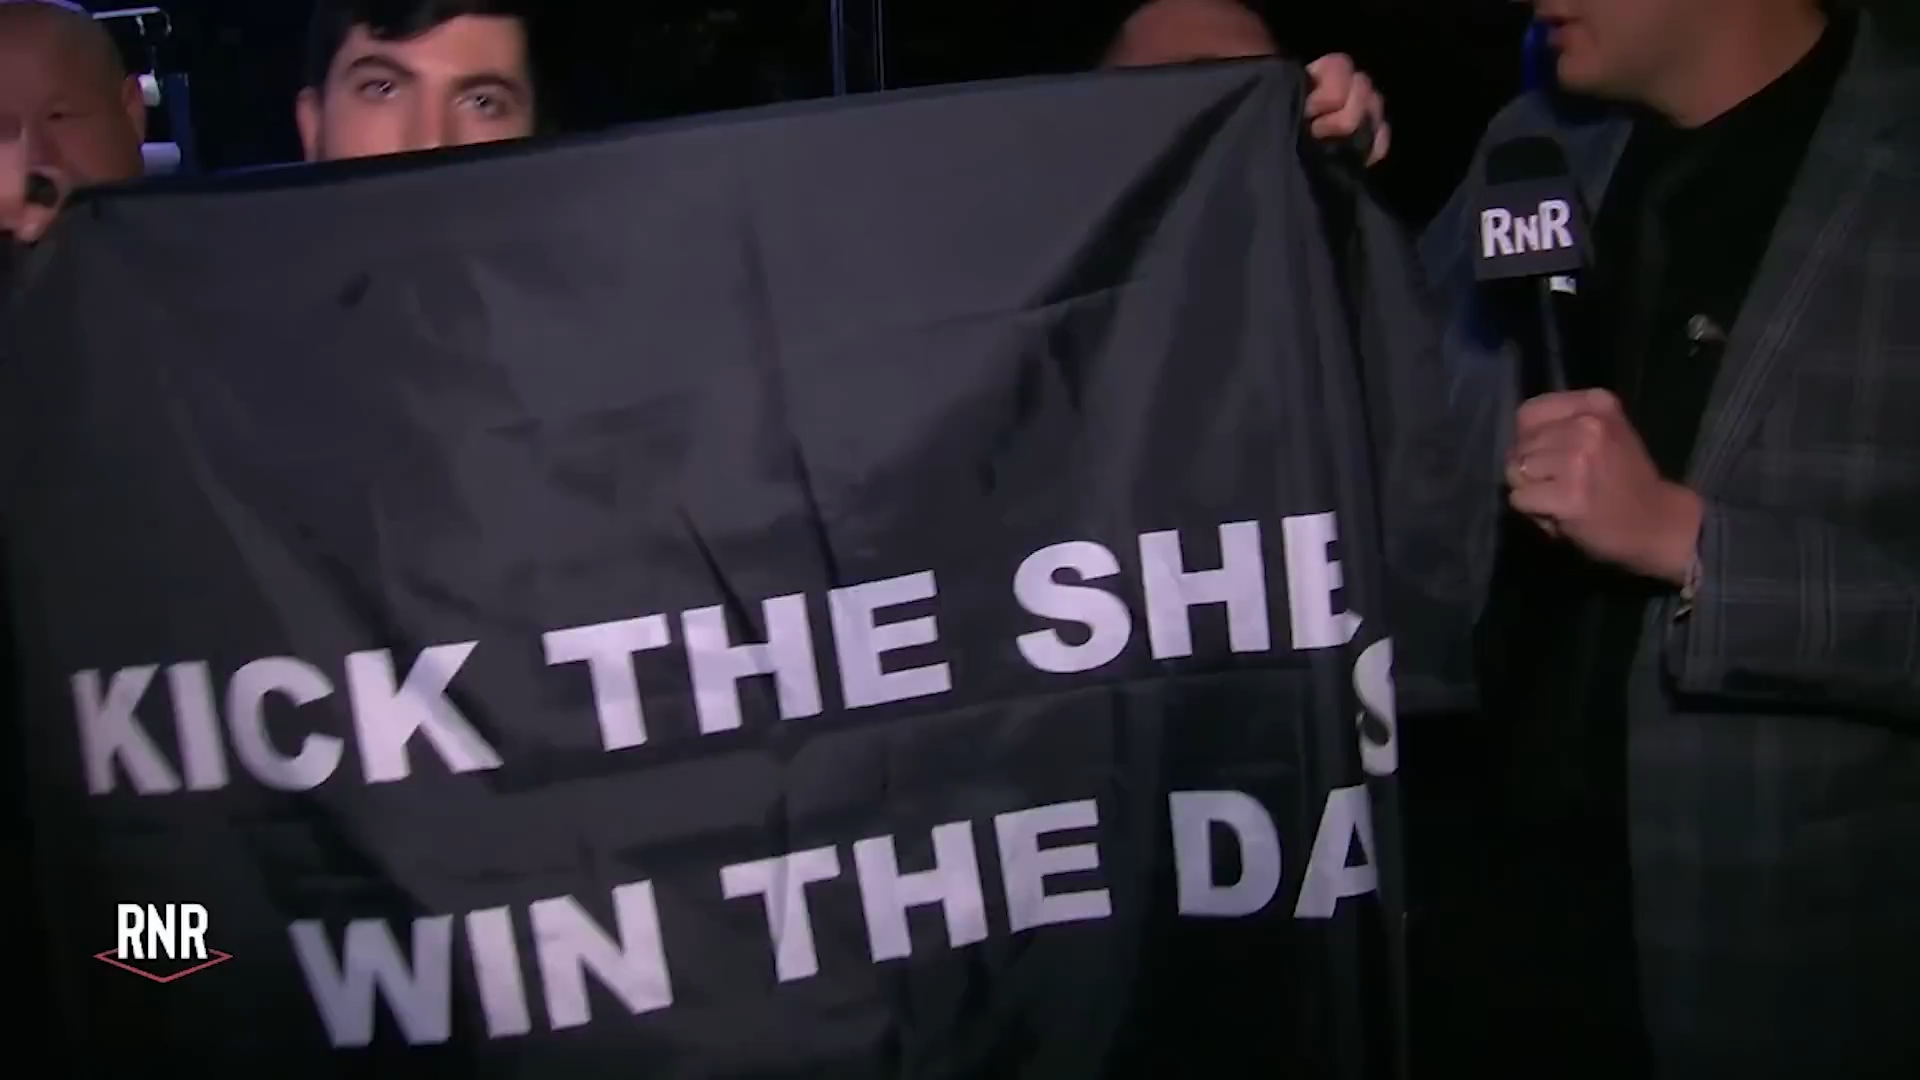 RNR
KICK THE SHE
S
WIN THE DA
RNR